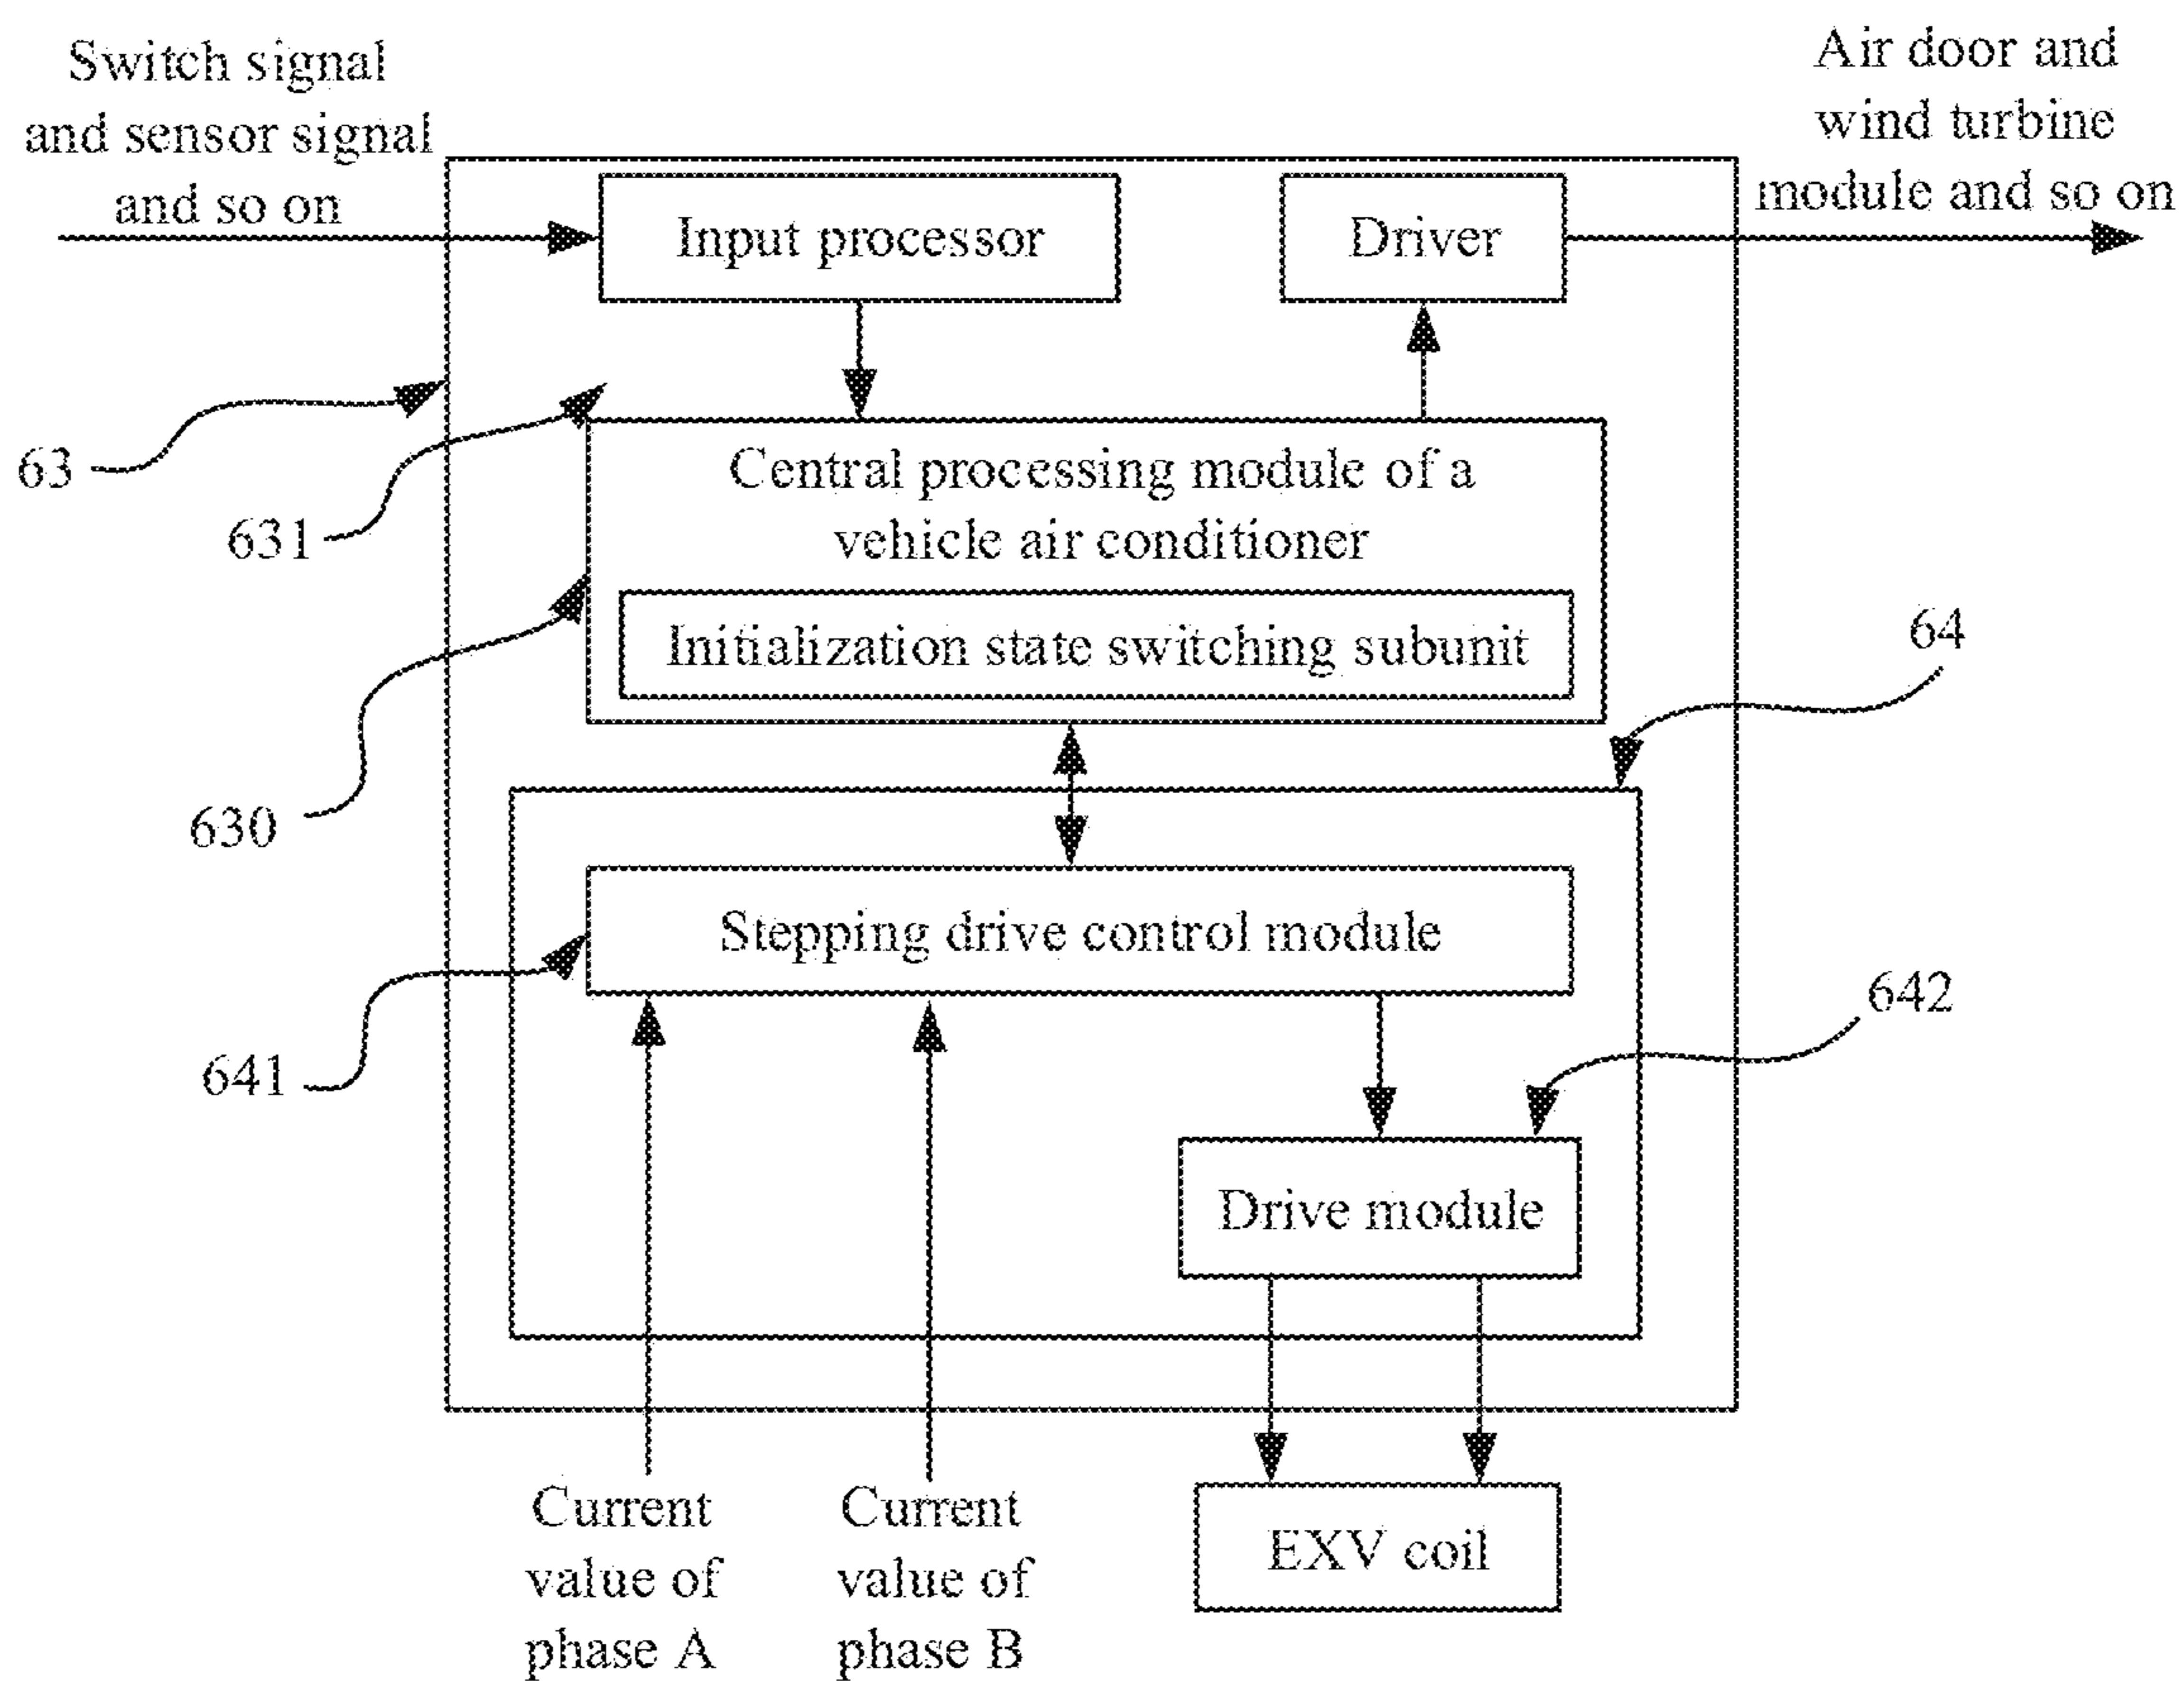 Switch signal
and sensor signal
and so on
Air door and
wind turbine
module and so on
Input processor
Driver
63
631
Central processing module of a
vehicle air conditioner
Initialization state switching subunit
64
630
Stepping drive control module
642
641
Drive module
Current
value of
phase A
Current
value of
phase B
EXV coil